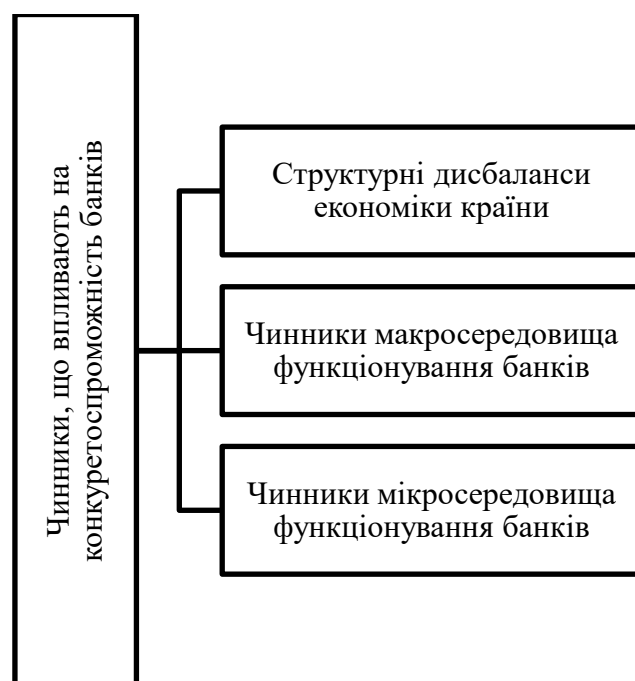 Чинники, що впливають на
конкуретоспроможність банків
Структурні дисбаланси
економіки країни
Чинники макросередовища
функціонування банків
Чинники мікросередовища
функціонування банків